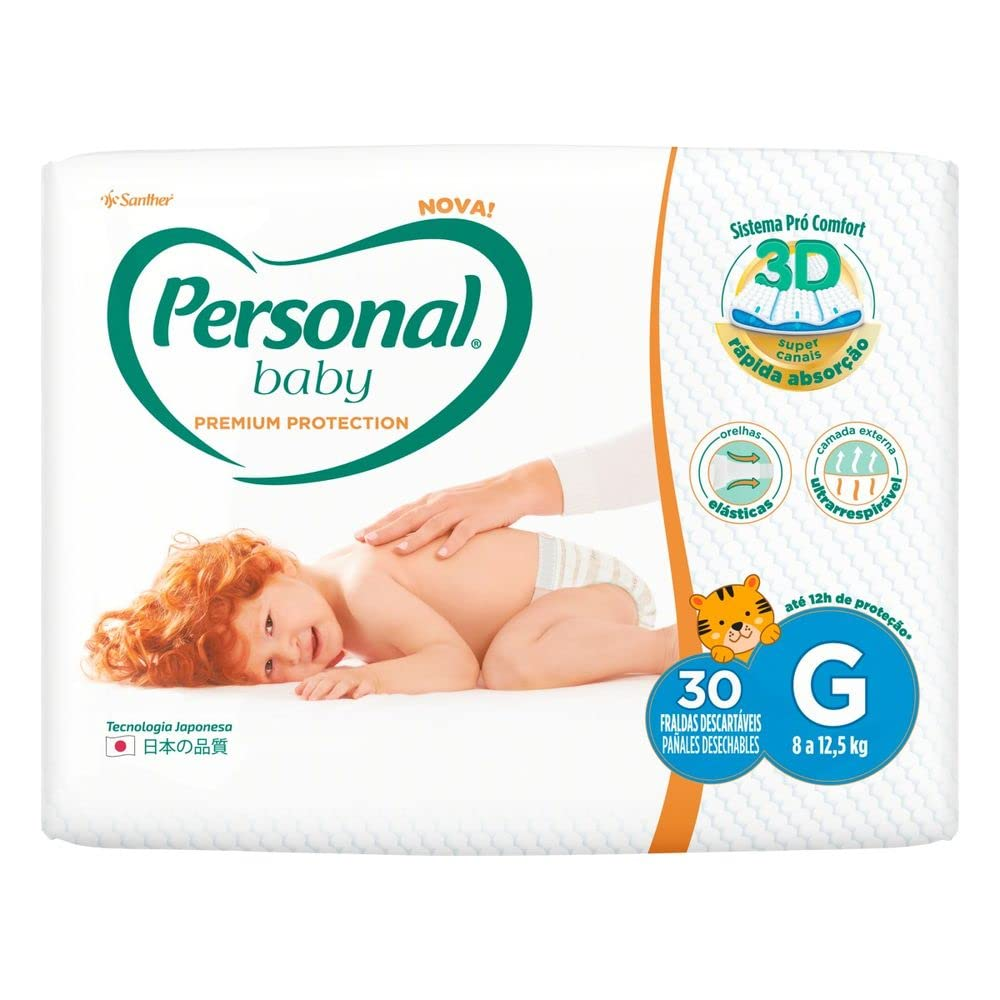 Santher
NOVA!
Personal®
baby
PREMIUM PROTECTION
Sistema Pró Comfort
3D
super
canais
rápida absorção
orelhas
elásticas
camada externa
ultrarrespirável
até 12h de proteção*
30
FRALDAS DESCARTÁVEIS
PAÑALES DESECHABLES
G
8 a 12,5 kg
Tecnologia Japonesa
日本の品質